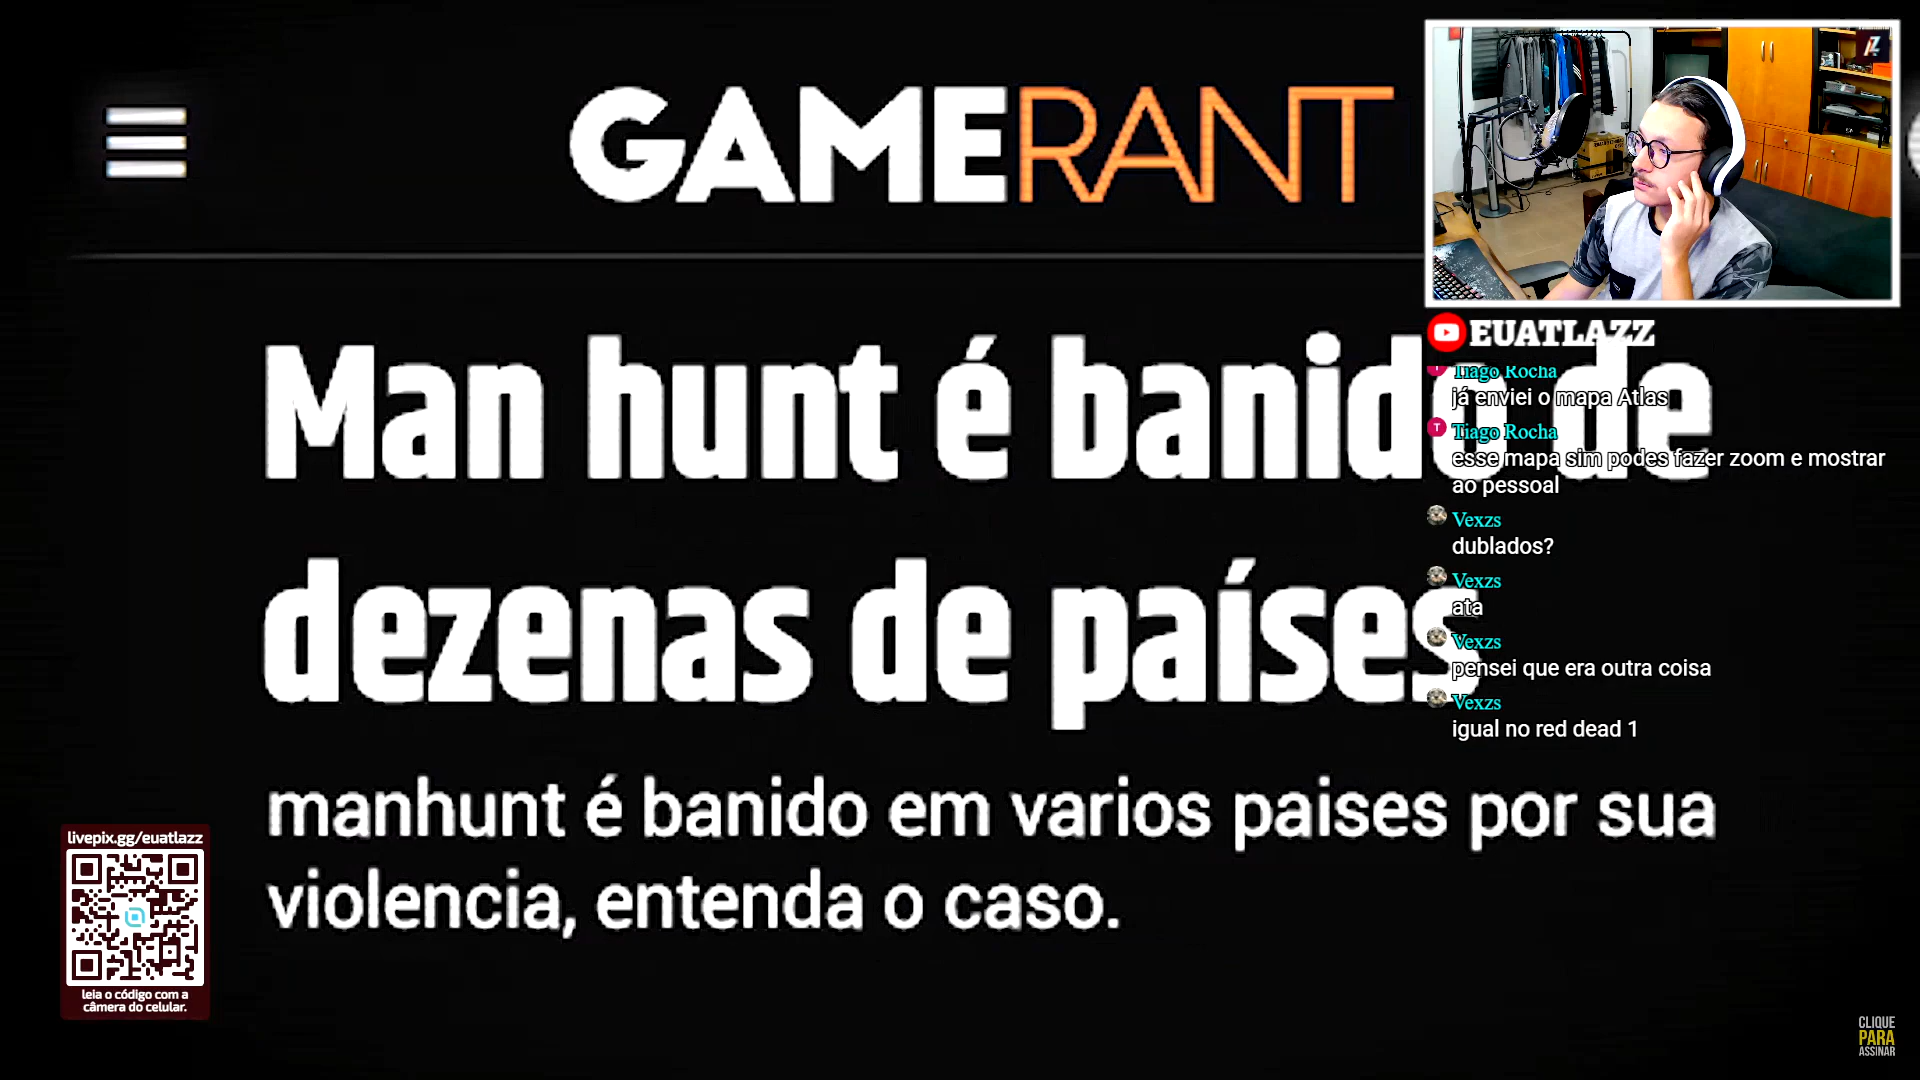 GAMERANT
Man hunt é banido de
dezenas de países
manhunt é banido em varios paises por sua
violencia, entenda o caso.
EUATLAZZ
Tiago Rocha
já enviei o mapa Atlas
T
Tiago Rocha
esse mapa sim podes fazer zoom e mostrar
ao pessoal
Vexzs
dublados?
Vexzs
ata
Vexzs
pensei que era outra coisa
Vexzs
igual no red dead 1
livepix.gg/euatlazz
leia o código com a
câmera do celular.
CLIQUE
PARA
ASSINAR